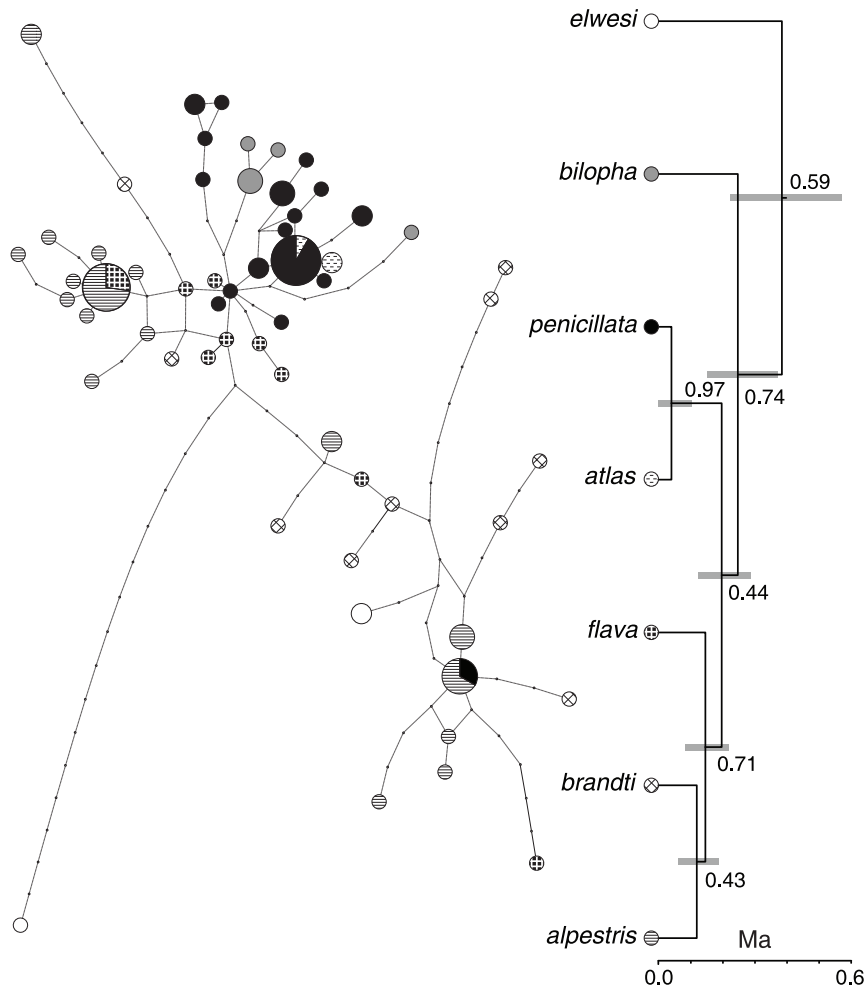 elwesi
0.59
bilopha
penicillata
0.97
0.74
atlas
0.44
flava
0.71
brandti
0.43
alpestris
Ma
0.0 0.6